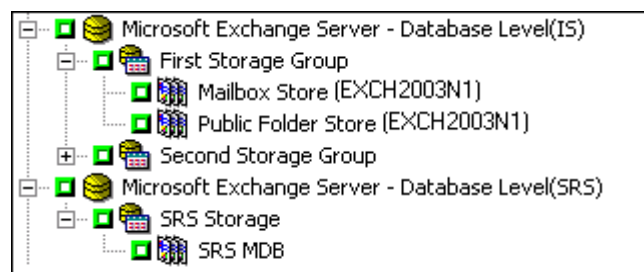 Microsoft Exchange Server - Database Level(IS)
First Storage Group
Mailbox Store (EXCH2003N1)
Public Folder Store (EXCH2003N1)
Second Storage Group
Microsoft Exchange Server - Database Level(SRS)
SRS Storage
SRS MDB